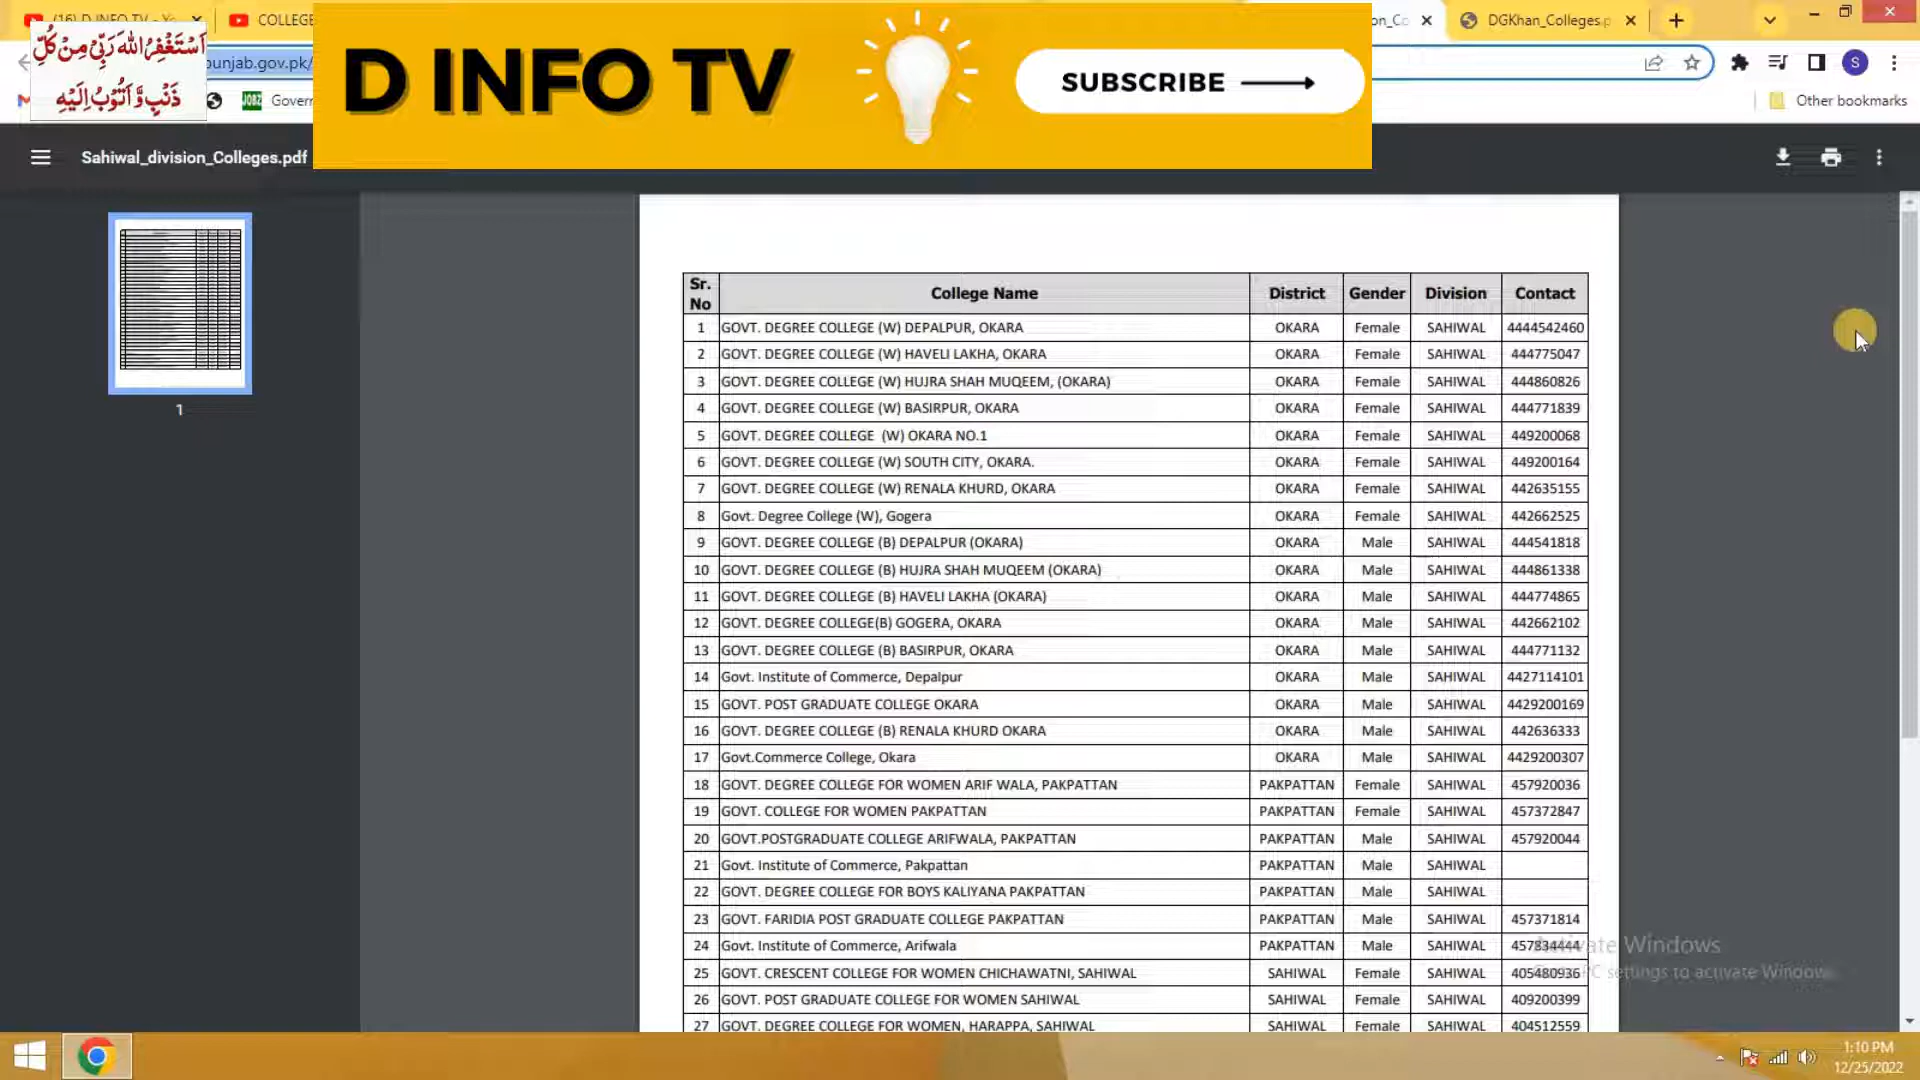 (16) D INFO TV - Yo
COLLEGE
on_Co
DGKhan_Colleges.p
اَسْتَغْفِرُاللهَ رَبِّىْ مِنْ كُلِّ
ذَنْبٍ وَّ اَتُوْبُ اِلَيْهِ
D INFO TV
SUBSCRIBE
punjab.gov.pk/
S
JOBZ
Govern
Other bookmarks
Sahiwal_division_Colleges.pdf
1
Sr. No College Name District Gender Division Contact
1 GOVT. DEGREE COLLEGE (W) DEPALPUR, OKARA OKARA Female SAHIWAL 4444542460
2 GOVT. DEGREE COLLEGE (W) HAVELI LAKHA, OKARA OKARA Female SAHIWAL 444775047
3 GOVT. DEGREE COLLEGE (W) HUJRA SHAH MUQEEM, (OKARA) OKARA Female SAHIWAL 444860826
4 GOVT. DEGREE COLLEGE (W) BASIRPUR, OKARA OKARA Female SAHIWAL 444771839
5 GOVT. DEGREE COLLEGE (W) OKARA NO.1 OKARA Female SAHIWAL 449200068
6 GOVT. DEGREE COLLEGE (W) SOUTH CITY, OKARA. OKARA Female SAHIWAL 449200164
7 GOVT. DEGREE COLLEGE (W) RENALA KHURD, OKARA OKARA Female SAHIWAL 442635155
8 Govt. Degree College (W), Gogera OKARA Female SAHIWAL 442662525
9 GOVT. DEGREE COLLEGE (B) DEPALPUR (OKARA) OKARA Male SAHIWAL 444541818
10 GOVT. DEGREE COLLEGE (B) HUJRA SHAH MUQEEM (OKARA) OKARA Male SAHIWAL 444861338
11 GOVT. DEGREE COLLEGE (B) HAVELI LAKHA (OKARA) OKARA Male SAHIWAL 444774865
12 GOVT. DEGREE COLLEGE(B) GOGERA, OKARA OKARA Male SAHIWAL 442662102
13 GOVT. DEGREE COLLEGE (B) BASIRPUR, OKARA OKARA Male SAHIWAL 444771132
14 Govt. Institute of Commerce, Depalpur OKARA Male SAHIWAL 4427114101
15 GOVT. POST GRADUATE COLLEGE OKARA OKARA Male SAHIWAL 4429200169
16 GOVT. DEGREE COLLEGE (B) RENALA KHURD OKARA OKARA Male SAHIWAL 442636333
17 Govt.Commerce College, Okara OKARA Male SAHIWAL 4429200307
18 GOVT. DEGREE COLLEGE FOR WOMEN ARIF WALA, PAKPATTAN PAKPATTAN Female SAHIWAL 457920036
19 GOVT. COLLEGE FOR WOMEN PAKPATTAN PAKPATTAN Female SAHIWAL 457372847
20 GOVT.POSTGRADUATE COLLEGE ARIFWALA, PAKPATTAN PAKPATTAN Male SAHIWAL 457920044
21 Govt. Institute of Commerce, Pakpattan PAKPATTAN Male SAHIWAL
22 GOVT. DEGREE COLLEGE FOR BOYS KALIYANA PAKPATTAN PAKPATTAN Male SAHIWAL
23 GOVT. FARIDIA POST GRADUATE COLLEGE PAKPATTAN PAKPATTAN Male SAHIWAL 457371814
24 Govt. Institute of Commerce, Arifwala PAKPATTAN Male SAHIWAL 457834444
25 GOVT. CRESCENT COLLEGE FOR WOMEN CHICHAWATNI, SAHIWAL SAHIWAL Female SAHIWAL 405480936
26 GOVT. POST GRADUATE COLLEGE FOR WOMEN SAHIWAL SAHIWAL Female SAHIWAL 409200399
27 GOVT. DEGREE COLLEGE FOR WOMEN, HARAPPA, SAHIWAL SAHIWAL Female SAHIWAL 404512559
Activate Windows
PC settings to activate Windows.
1:10 PM
12/25/2022